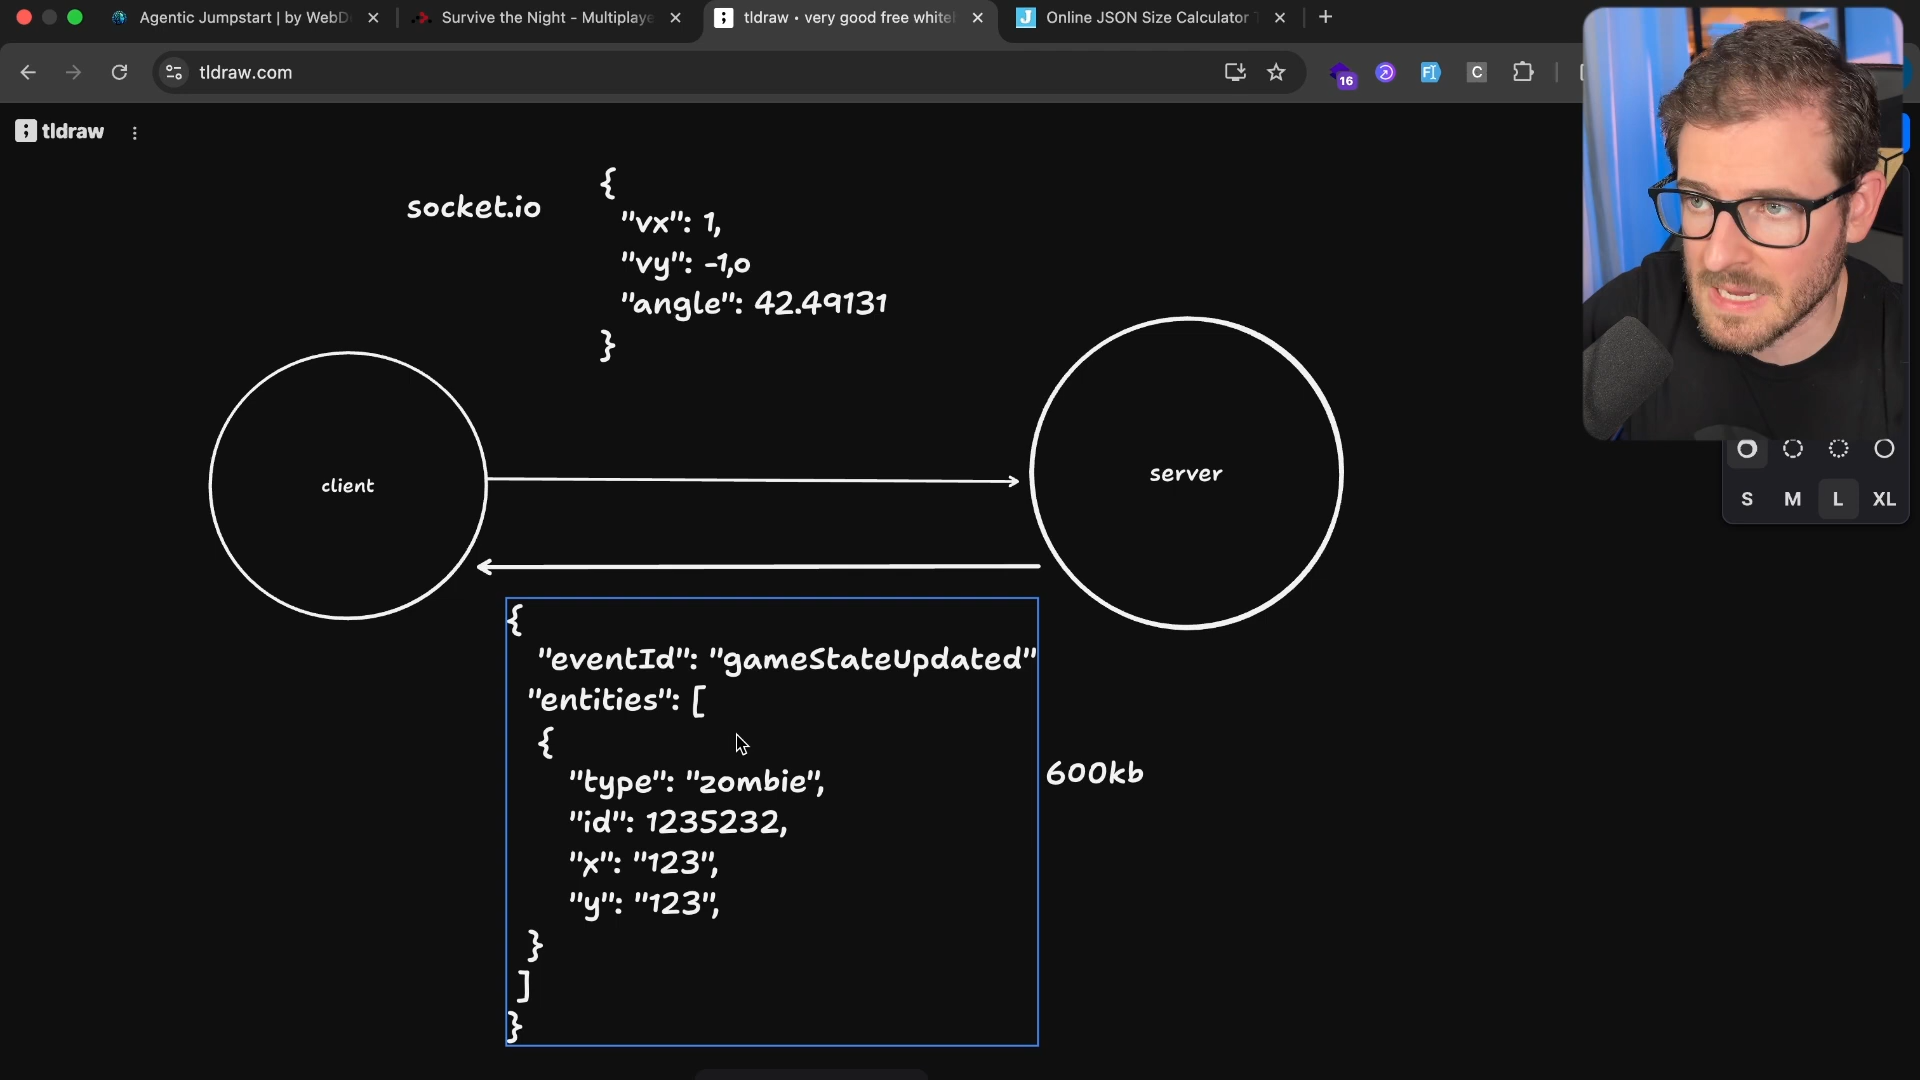 Agentic Jumpstart | by WebD
Survive the Night - Multiplaye
tldraw • very good free white
Online JSON Size Calculator
tldraw.com
16
C
tldraw
socket.io
{
"vx": 1,
"vy": -1,0
"angle": 42.49131
}
client
server
{
"eventId": "gameStateUpdated"
"entities": [
{
"type": "zombie",
"id": 1235232,
"x": "123",
"y": "123",
}
]
}
600kb
S M L XL